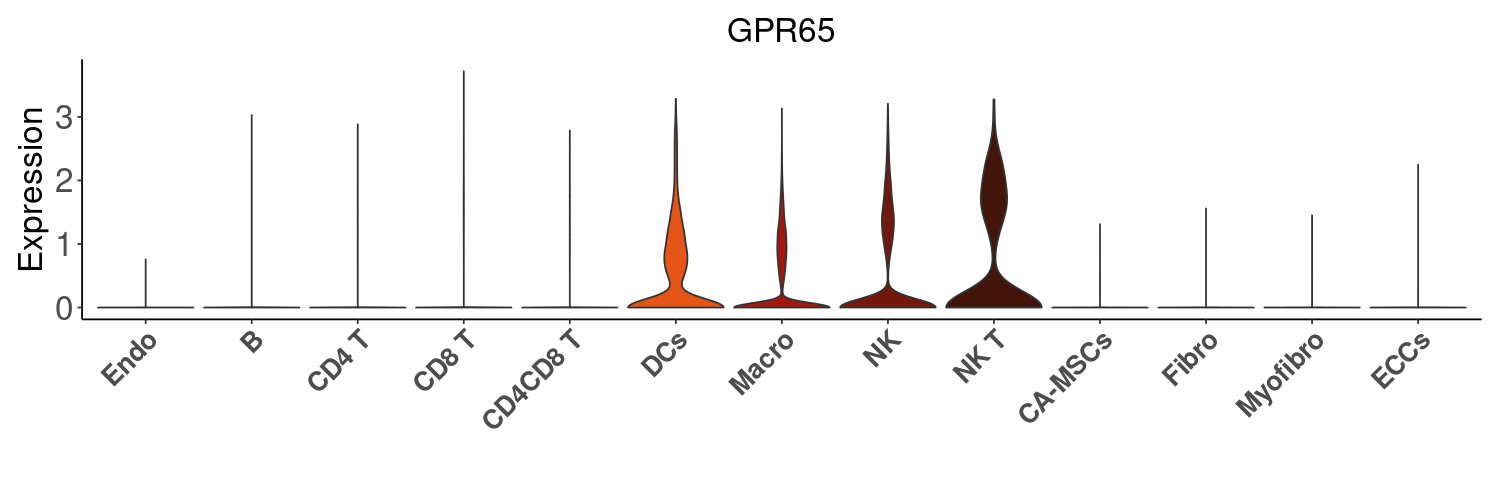 GPR65
Expression
3
2
1
0
Endo
B
CD4 T
CD8 T
CD4CD8 T
DCs
Macro
NK
NK T
CA-MSCs
Fibro
Myofibro
ECCs